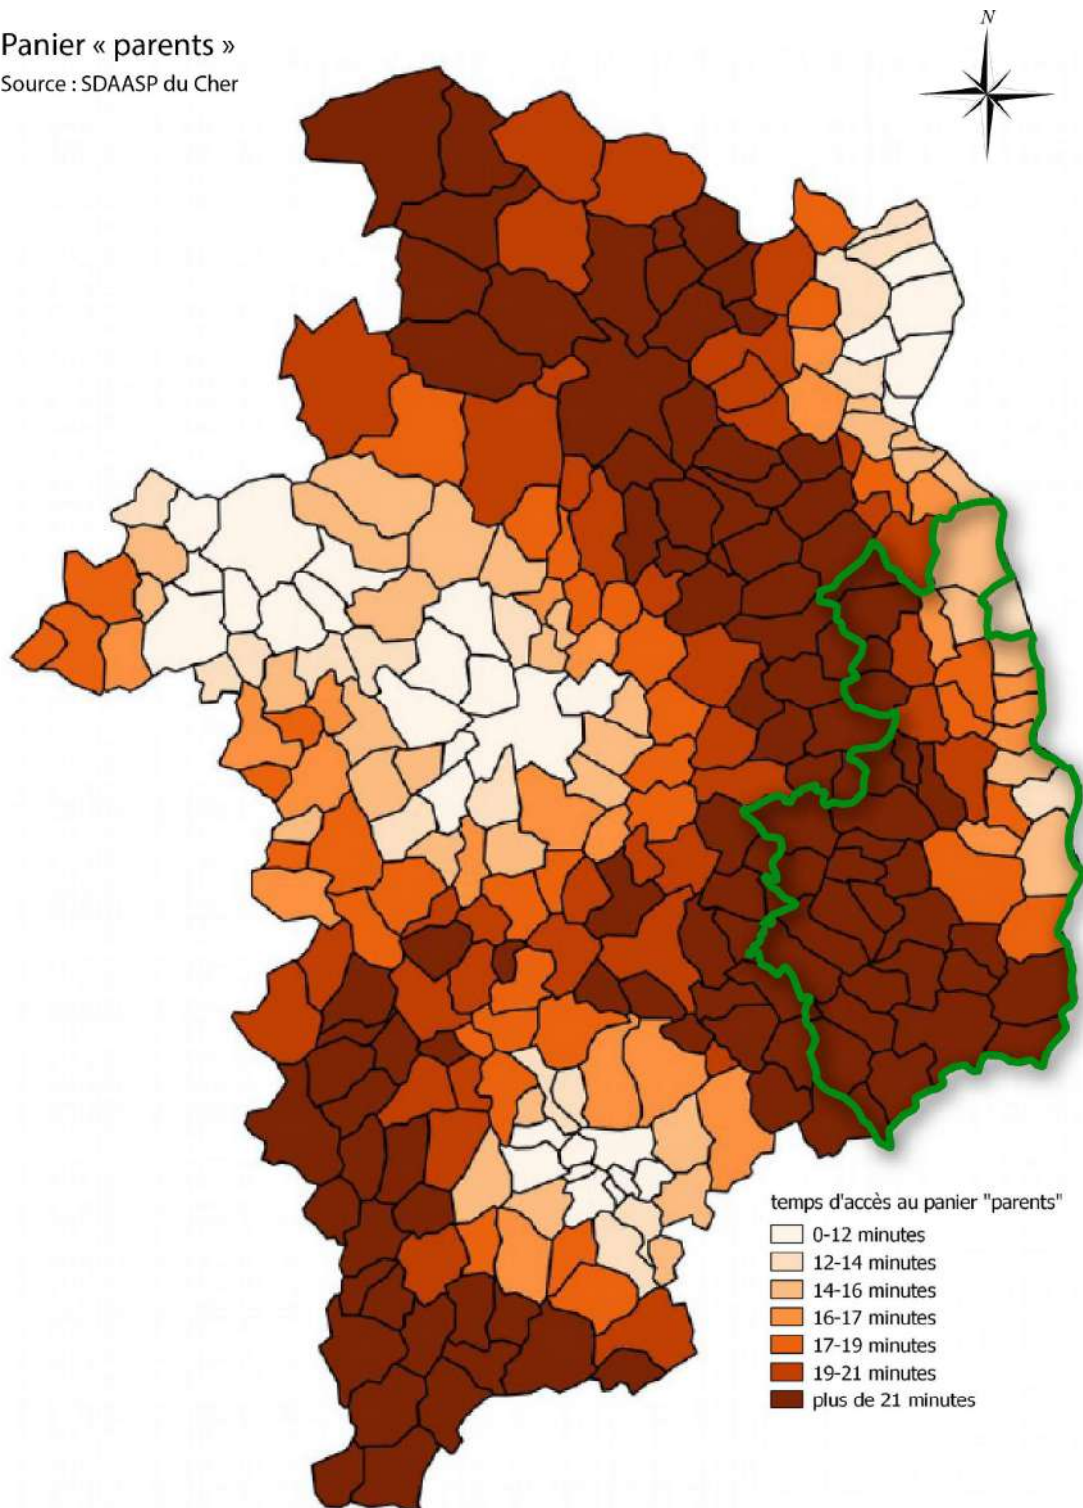 N
Panier « parents »
Source : SDAASP du Cher
temps d'accès au panier "parents"
0-12 minutes
12-14 minutes
14-16 minutes
16-17 minutes
17-19 minutes
19-21 minutes
plus de 21 minutes